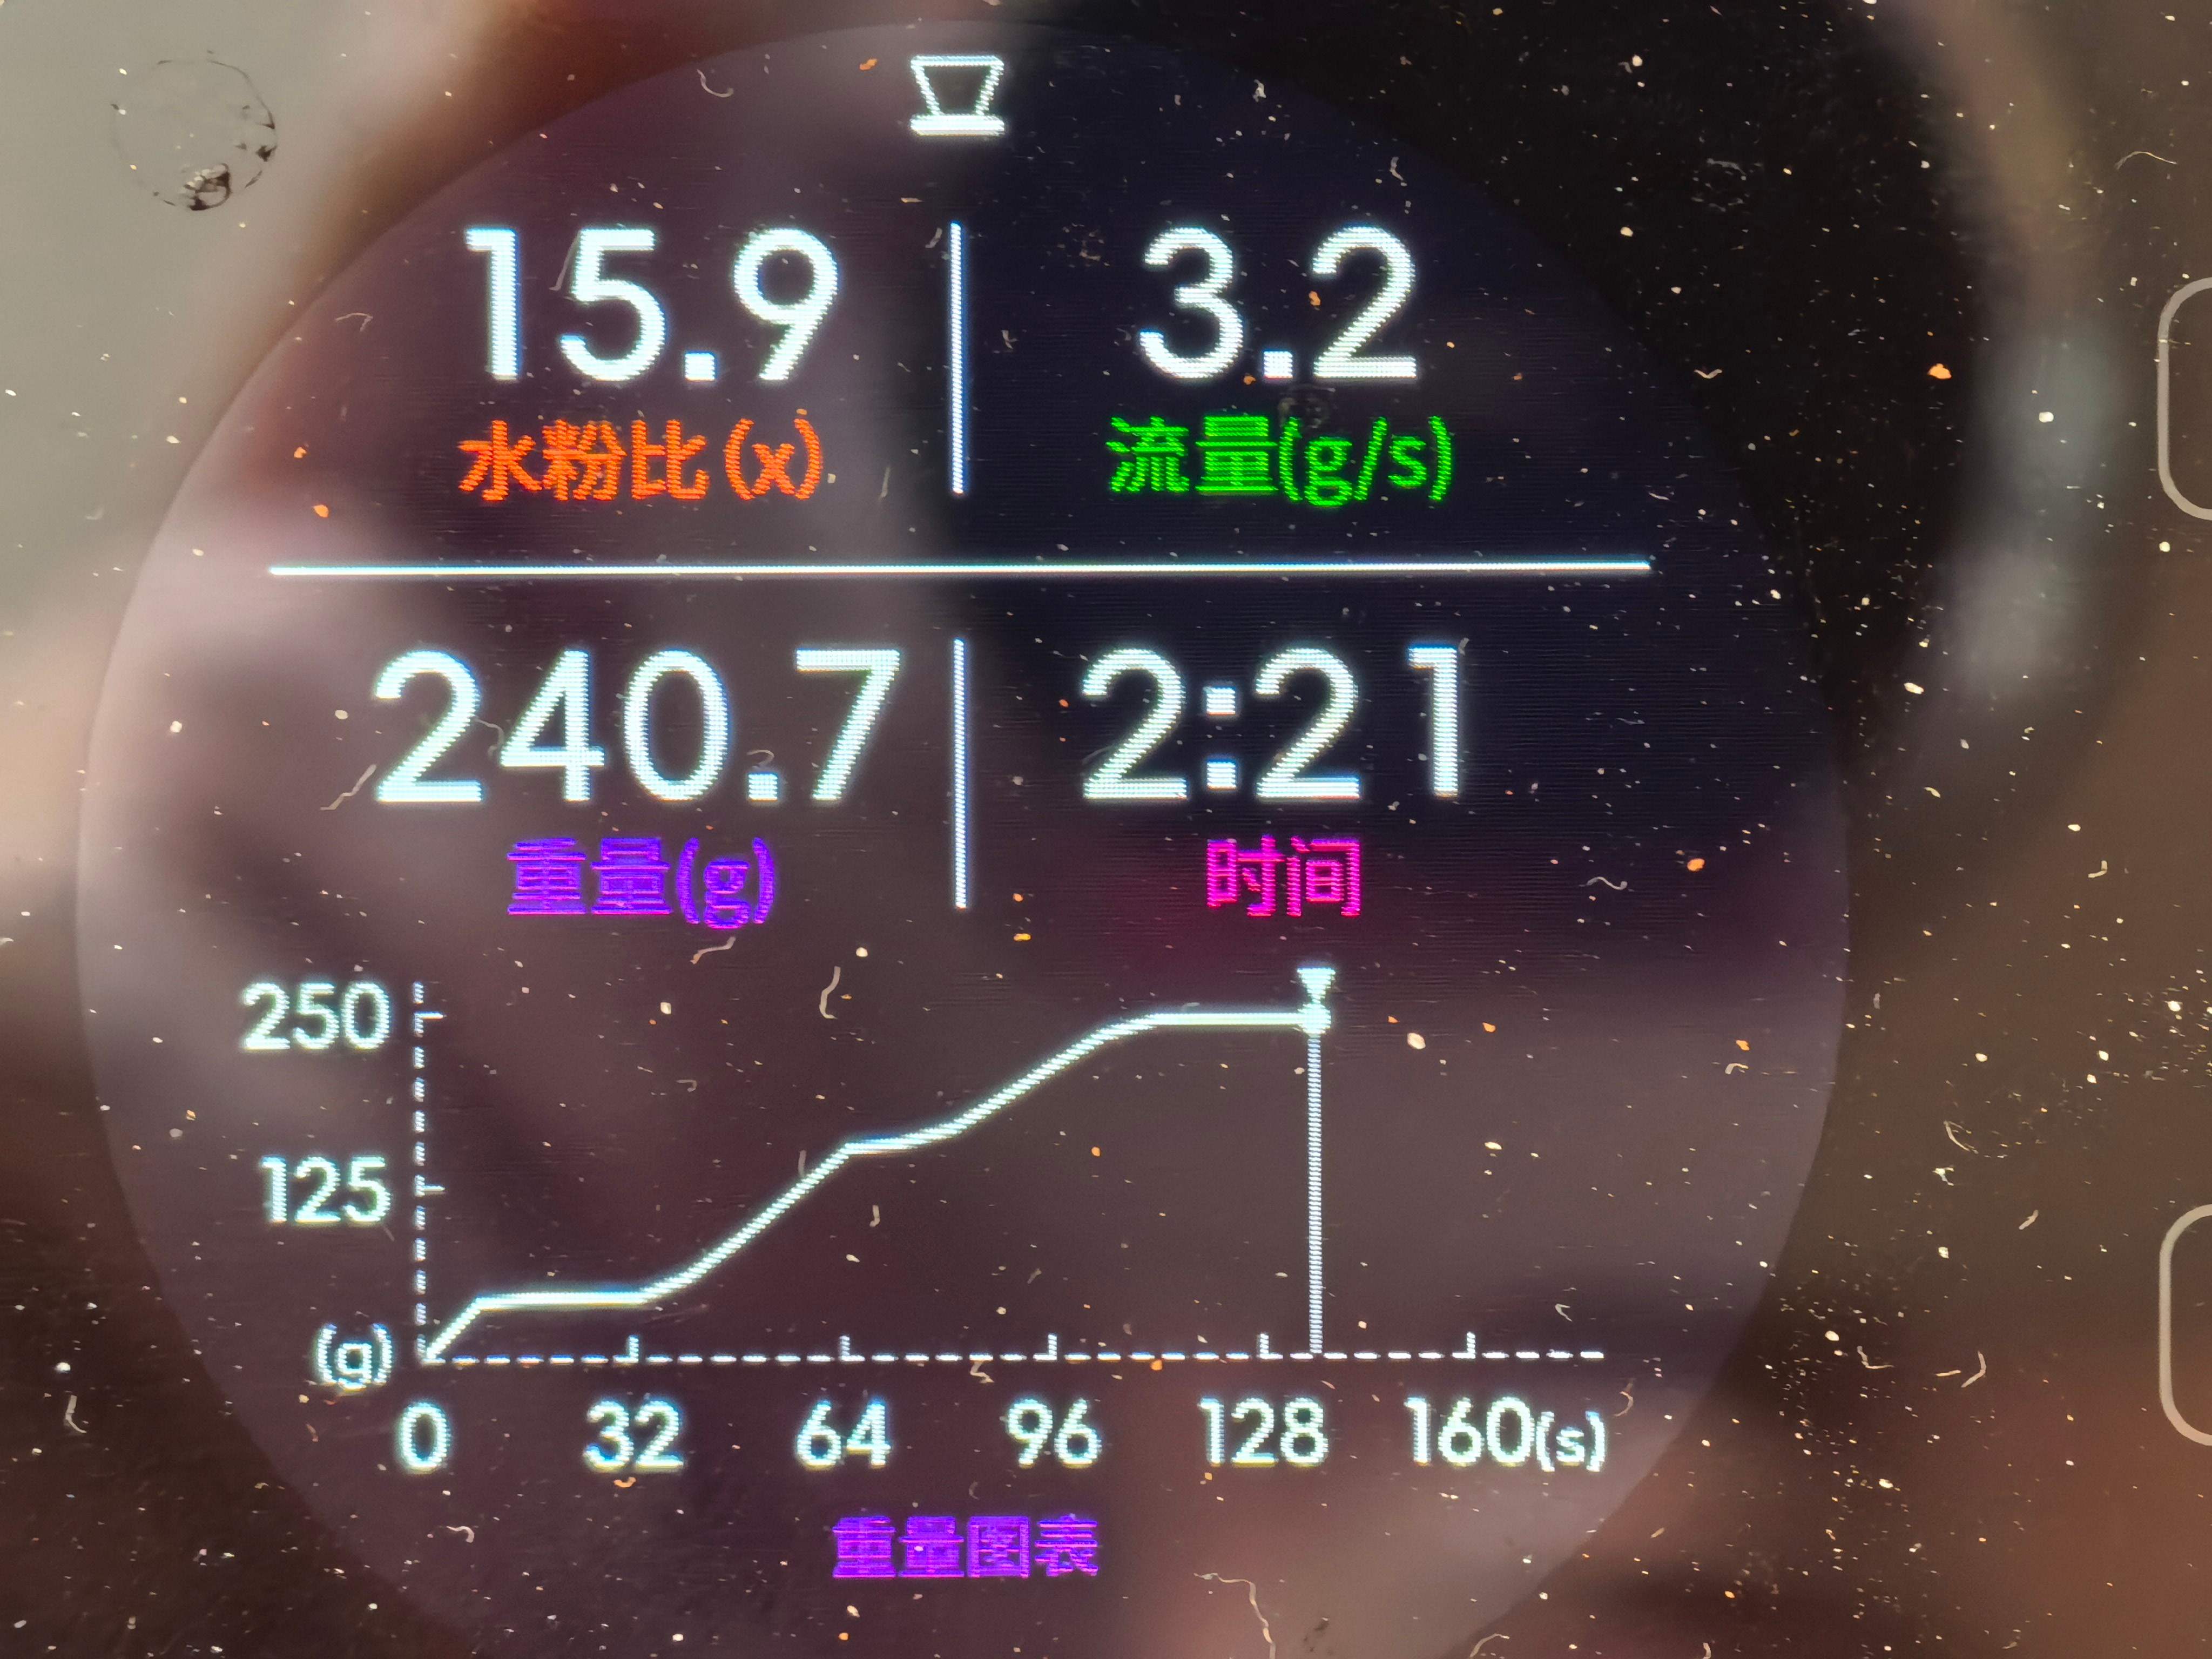 15.9 3.2
水粉比(x) 流量(g/s)
240.7 2:21
重量(g) 时间
250
125
(g)
0 32 64 96 128 160(s)
重量图表